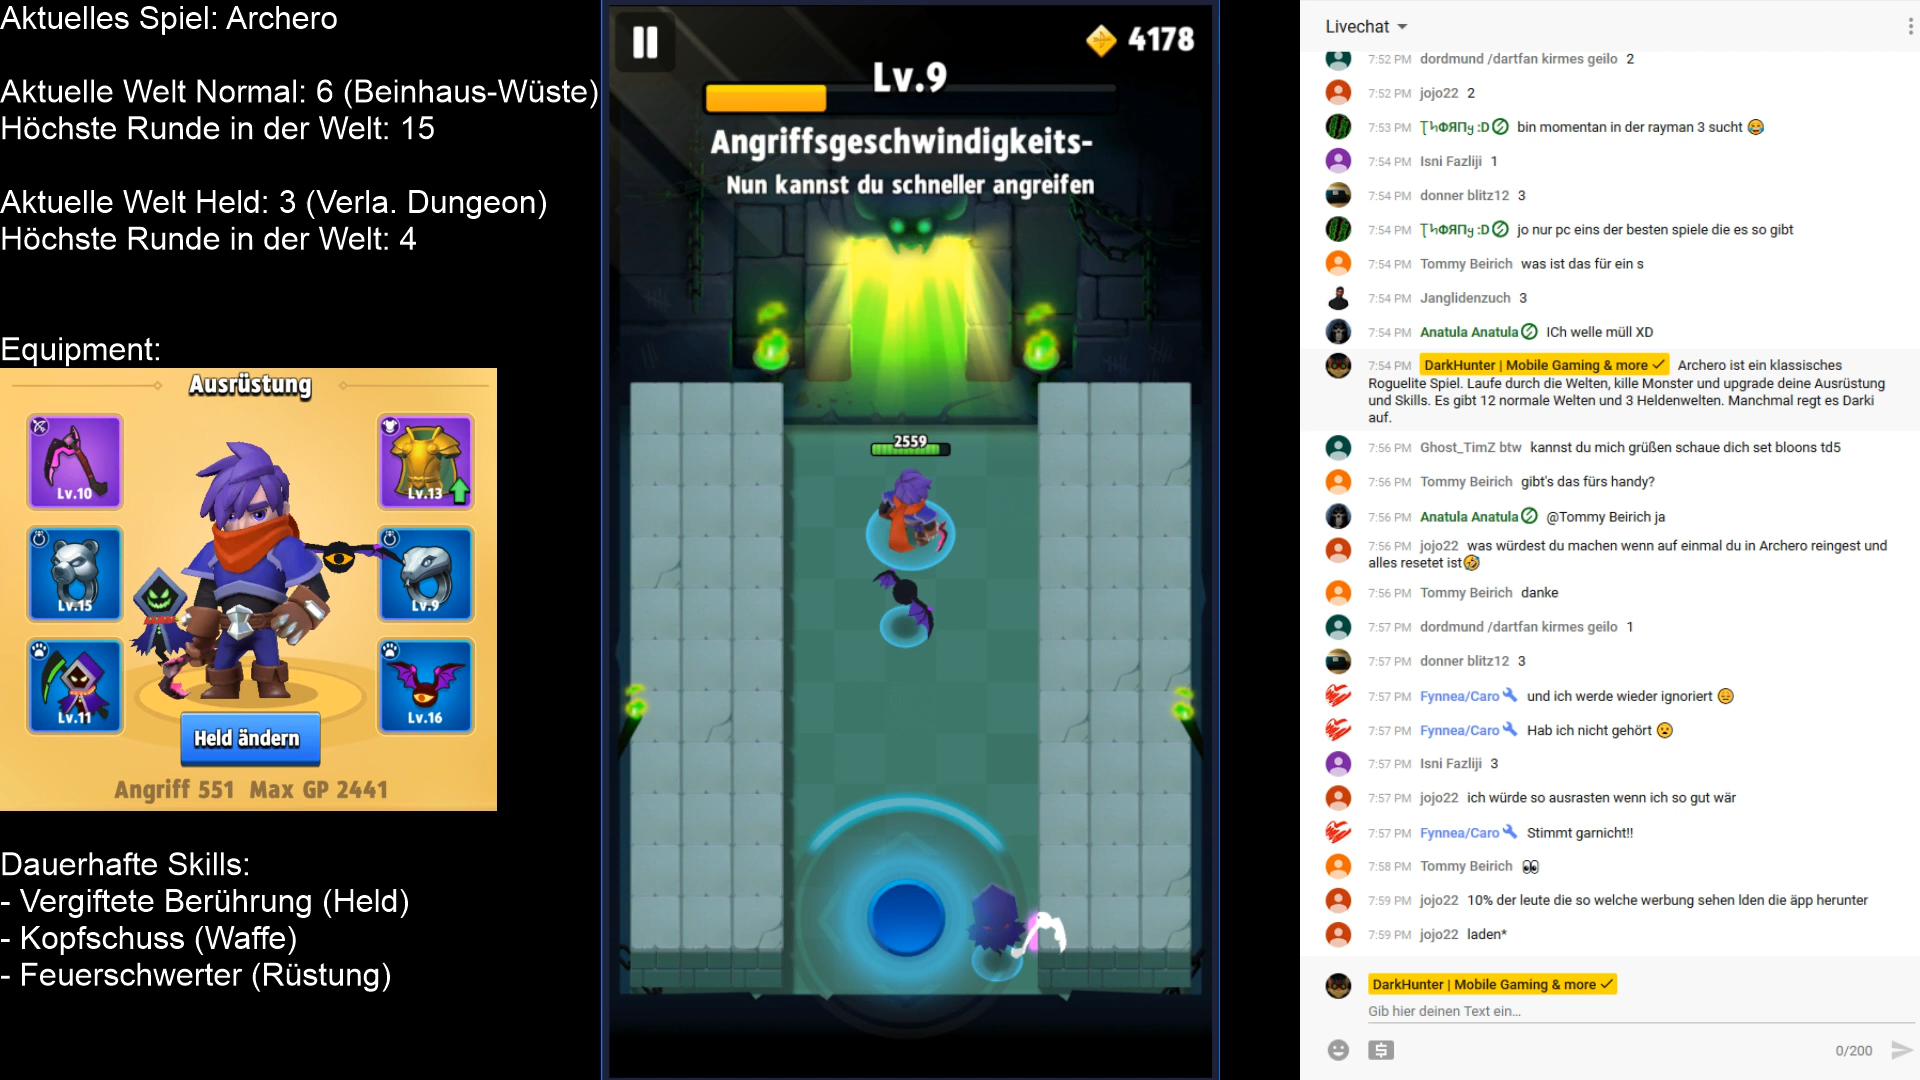 Aktuelles Spiel: Archero
Aktuelle Welt Normal: 6 (Beinhaus-Wüste)
Höchste Runde in der Welt: 15
Aktuelle Welt Held: 3 (Verla. Dungeon)
Höchste Runde in der Welt: 4
Equipment:
Ausrüstung
Lv.10
Lv.13
Lv.15
Lv.9
Lv.11
Lv.16
Held ändern
Angriff 551 Max GP 2441
Dauerhafte Skills:
- Vergiftete Berührung (Held)
- Kopfschuss (Waffe)
- Feuerschwerter (Rüstung)
4178
Lv.9
Angriffsgeschwindigkeits-
Nun kannst du schneller angreifen
2559
Livechat
7:52 PM dordmund /dartfan kirmes geilo 2
7:52 PM jojo22 2
7:53 PM ƮϞФЯПу :D bin momentan in der rayman 3 sucht 😂
7:54 PM Isni Fazliji 1
7:54 PM donner blitz12 3
7:54 PM ƮϞФЯПу :D jo nur pc eins der besten spiele die es so gibt
7:54 PM Tommy Beirich was ist das für ein s
7:54 PM Janglidenzuch 3
7:54 PM Anatula Anatula ICh welle müll XD
7:54 PM DarkHunter | Mobile Gaming & more ✓ Archero ist ein klassisches
Roguelite Spiel. Laufe durch die Welten, kille Monster und upgrade deine Ausrüstung
und Skills. Es gibt 12 normale Welten und 3 Heldenwelten. Manchmal regt es Darki
auf.
7:56 PM Ghost_TimZ btw kannst du mich grüßen schaue dich set bloons td5
7:56 PM Tommy Beirich gibt's das fürs handy?
7:56 PM Anatula Anatula @Tommy Beirich ja
7:56 PM jojo22 was würdest du machen wenn auf einmal du in Archero reingest und
alles resetet ist🤣
7:56 PM Tommy Beirich danke
7:57 PM dordmund /dartfan kirmes geilo 1
7:57 PM donner blitz12 3
7:57 PM Fynnea/Caro und ich werde wieder ignoriert 😑
7:57 PM Fynnea/Caro Hab ich nicht gehört 😧
7:57 PM Isni Fazliji 3
7:57 PM jojo22 ich würde so ausrasten wenn ich so gut wär
7:57 PM Fynnea/Caro Stimmt garnicht!!
7:58 PM Tommy Beirich 👀
7:59 PM jojo22 10% der leute die so welche werbung sehen lden die äpp herunter
7:59 PM jojo22 laden*
DarkHunter | Mobile Gaming & more ✓
Gib hier deinen Text ein...
0/200